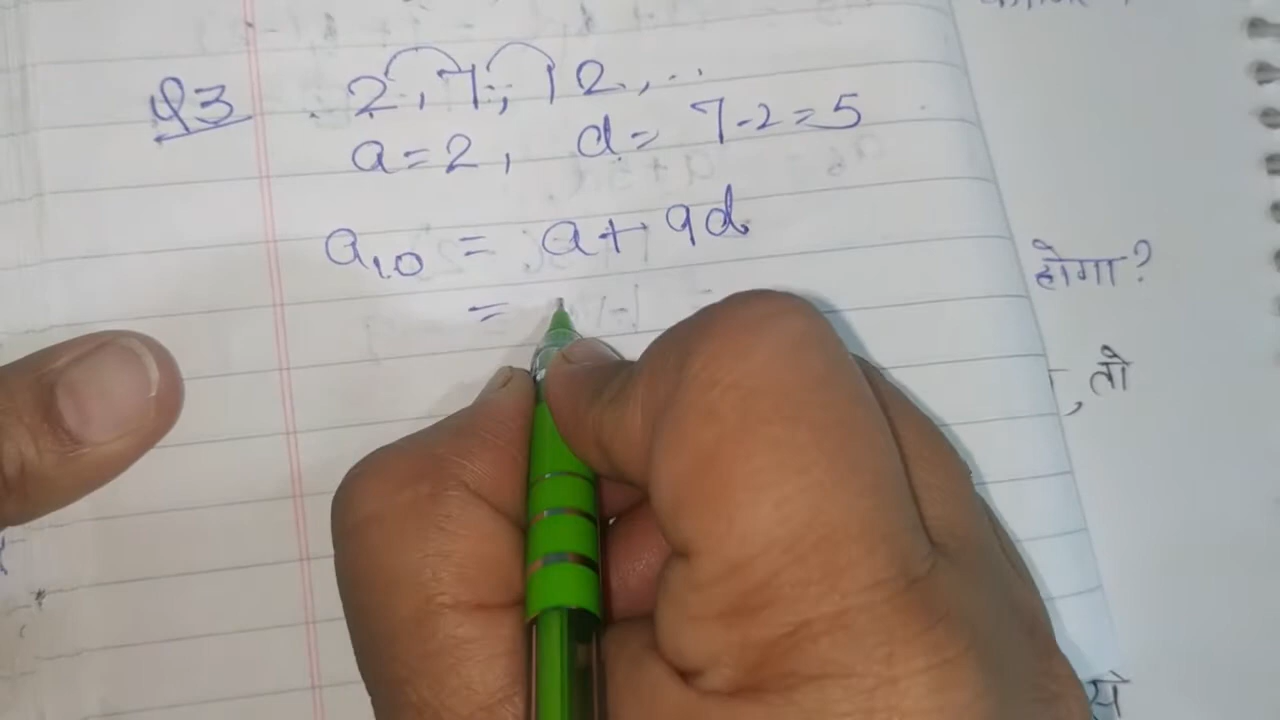 Q3 2, 7, 12, ..
a = 2, d = 7-2=5
a10 = a + 9d
=
होगा?
, तो